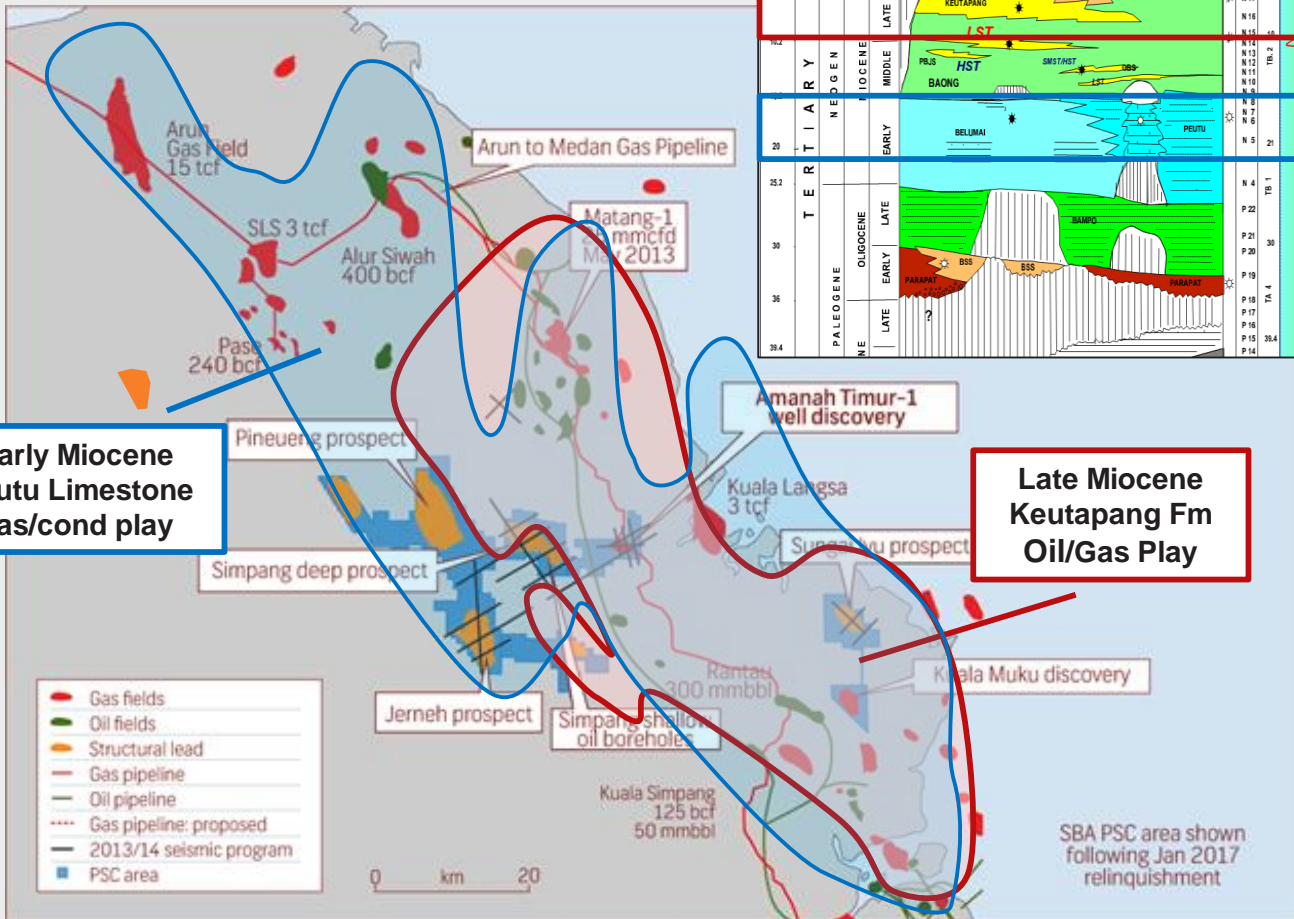 Arun
Gas Field
15 tcf
Arun to Medan Gas Pipeline
SLS 3 tcf
Alur Siwah
400 bcf
Matang-1
mmcfd
2013
Pase
240 bcf
Pineueng prospect
Amanah Timur-1
well discovery
arly Miocene
utu Limestone
as/cond play
Kuala Langsa
3 tcf
prospect
Late Miocene
Keutapang Fm
Oil/Gas Play
Simpang deep prospect
Rantau
300 mmbbl
Kuala Muku discovery
Jerneh prospect
Simpang shallow
oil boreholes
Kuala Simpang
125 bcf
50 mmbbl
Gas fields
Oil fields
Structural lead
Gas pipeline
Oil pipeline
Gas pipeline: proposed
2013/14 seismic program
PSC area
0 km 20
SBA PSC area shown
following Jan 2017
relinquishment
TERTIARY
NEOGEN
MIOCENE
LATE
MIDDLE
EARLY
PALEOGENE
OLIGOCENE
LATE
EARLY
LATE
NE
20
25.2
30
36
39.4
KEUTAPANG
LST
PBJS
HST
SMST/HST
LST
BAONG
BELUMAI
PEUTU
BAMPO
BSS
BSS
PARAPAT
PARAPAT
?
N 16
N 14
N 13
N 12
N 11
N 10
N 9
N 8
N 7
N 6
N 5
N 4
P 22
P 21
P 20
P 19
P 18
P 17
P 16
P 15
P 14
TB. 2
21
TB 1
30
TA 4
39.4